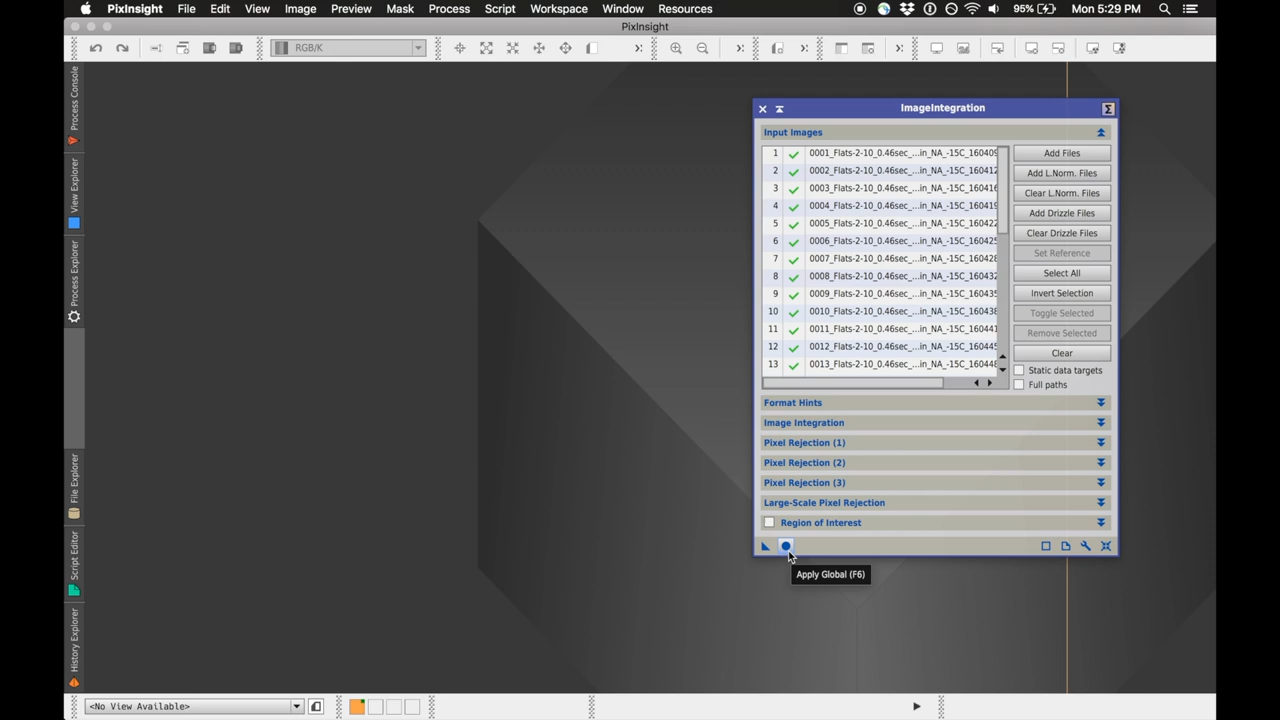 PixInsight File Edit View Image Preview Mask Process Script Workspace Window Resources 95% Mon 5:29 PM
PixInsight
RGB/K
Process Console
View Explorer
Process Explorer
File Explorer
Script Editor
History Explorer
ImageIntegration
Input Images
1 0001_Flats-2-10_0.46sec_...in_NA_-15C_160409
2 0002_Flats-2-10_0.46sec_...in_NA_-15C_160412
3 0003_Flats-2-10_0.46sec_...in_NA_-15C_160416
4 0004_Flats-2-10_0.46sec_...in_NA_-15C_160419
5 0005_Flats-2-10_0.46sec_...in_NA_-15C_160422
6 0006_Flats-2-10_0.46sec_...in_NA_-15C_160425
7 0007_Flats-2-10_0.46sec_...in_NA_-15C_160428
8 0008_Flats-2-10_0.46sec_...in_NA_-15C_160432
9 0009_Flats-2-10_0.46sec_...in_NA_-15C_160435
10 0010_Flats-2-10_0.46sec_...in_NA_-15C_160438
11 0011_Flats-2-10_0.46sec_...in_NA_-15C_160441
12 0012_Flats-2-10_0.46sec_...in_NA_-15C_160445
13 0013_Flats-2-10_0.46sec_...in_NA_-15C_160448
Add Files
Add L.Norm. Files
Clear L.Norm. Files
Add Drizzle Files
Clear Drizzle Files
Set Reference
Select All
Invert Selection
Toggle Selected
Remove Selected
Clear
Static data targets
Full paths
Format Hints
Image Integration
Pixel Rejection (1)
Pixel Rejection (2)
Pixel Rejection (3)
Large-Scale Pixel Rejection
Region of Interest
Apply Global (F6)
<No View Available>